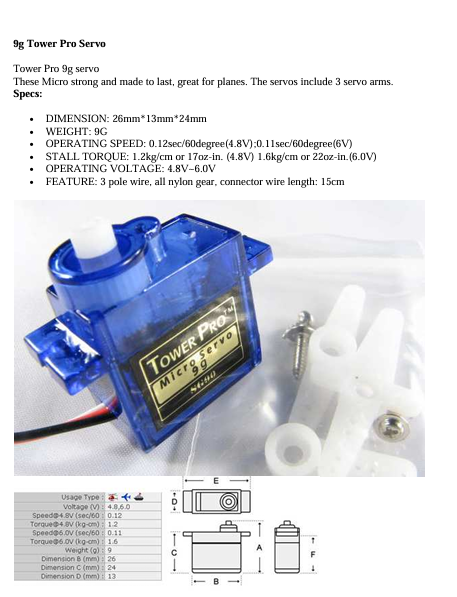 9g Tower Pro Servo
Tower Pro 9g servo
These Micro strong and made to last, great for planes. The servos include 3 servo arms.
Specs:
• DIMENSION: 26mm*13mm*24mm
• WEIGHT: 9G
• OPERATING SPEED: 0.12sec/60degree(4.8V);0.11sec/60degree(6V)
• STALL TORQUE: 1.2kg/cm or 17oz-in. (4.8V) 1.6kg/cm or 22oz-in.(6.0V)
• OPERATING VOLTAGE: 4.8V~6.0V
• FEATURE: 3 pole wire, all nylon gear, connector wire length: 15cm
TOWER PRO™
Micro Servo
9g
SG90
Usage Type :
Voltage (V) : 4.8,6.0
Speed@4.8V (sec/60 : 0.12
Torque@4.8V (kg-cm) : 1.2
Speed@6.0V (sec/60 : 0.11
Torque@6.0V (kg-cm) : 1.6
Weight (g) : 9
Dimension B (mm) : 26
Dimension C (mm) : 24
Dimension D (mm) : 13
E
D
C
A
B
F